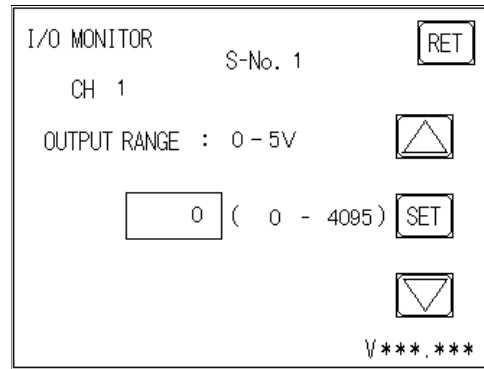 I/O MONITOR
S-No. 1
RET
CH 1
OUTPUT RANGE : 0-5V
0 ( 0 - 4095) SET
V***.***